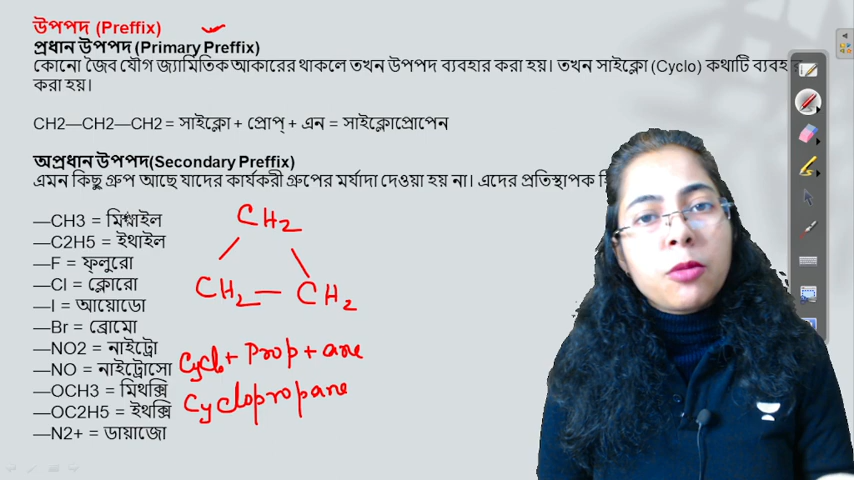 উপপদ (Preffix)
প্রধান উপপদ (Primary Preffix)
কোনো জৈব যৌগ জ্যামিতিক আকারের থাকলে তখন উপপদ ব্যবহার করা হয়। তখন সাইক্লো (Cyclo) কথাটি
করা হয়।
CH2—CH2—CH2 = সাইক্লো + প্রোপ্ + এন = সাইক্লোপ্রোপেন
অপ্রধান উপপদ(Secondary Preffix)
এমন কিছু গ্রুপ আছে যাদের কার্যকরী গ্রুপের মর্যাদা দেওয়া হয় না। এদের প্রতিস্থাপক
—CH3 = মিথাইল
—C2H5 = ইথাইল
—F = ফ্লুরো
—Cl = ক্লোরো
—I = আয়োডো
—Br = ব্রোমো
—NO2 = নাইট্রো
—NO = নাইট্রোসো
—OCH3 = মিথক্সি
—OC2H5 = ইথক্সি
—N2+ = ডায়াজো
CH2
CH2 — CH2
Cyclo + Prop + ane
Cyclopropane